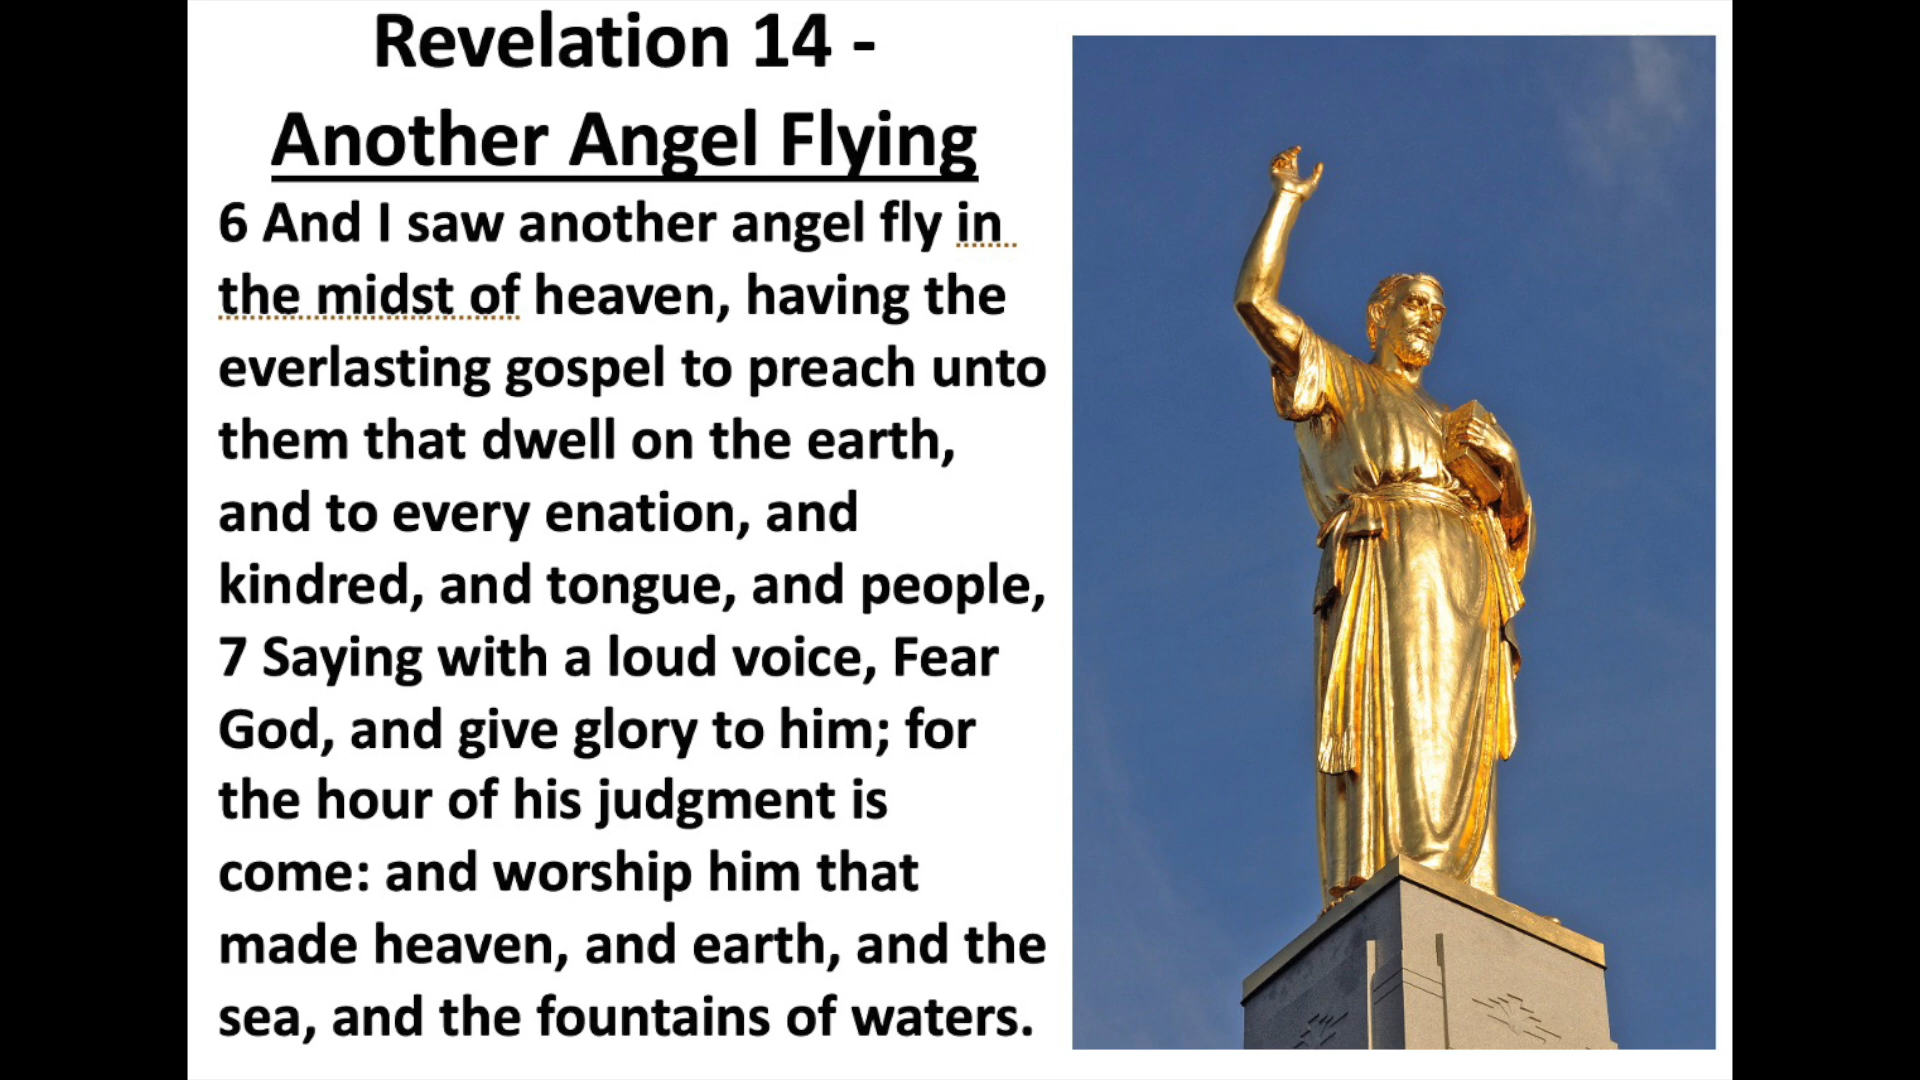 Revelation 14 -
Another Angel Flying
6 And I saw another angel fly in
the midst of heaven, having the
everlasting gospel to preach unto
them that dwell on the earth,
and to every enation, and
kindred, and tongue, and people,
7 Saying with a loud voice, Fear
God, and give glory to him; for
the hour of his judgment is
come: and worship him that
made heaven, and earth, and the
sea, and the fountains of waters.